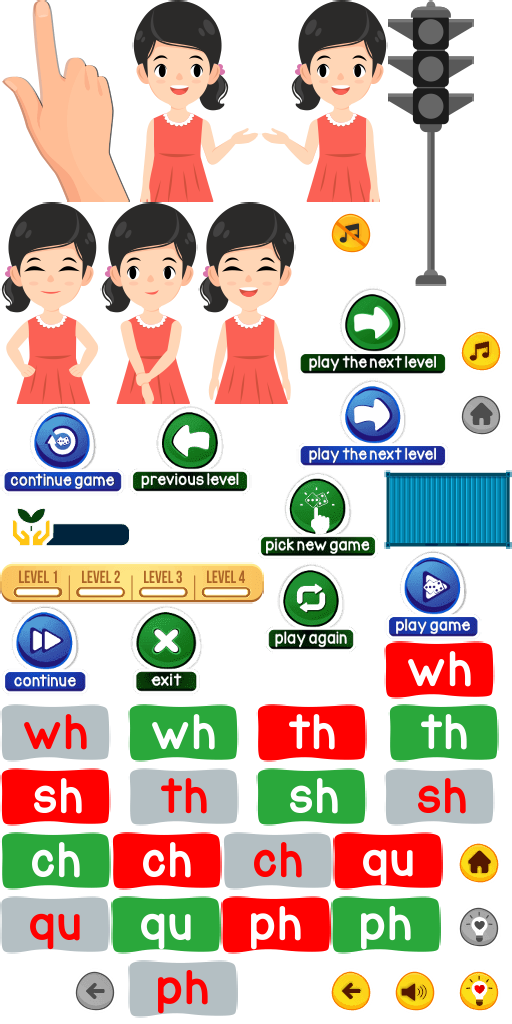 play the next level
play the next level
continue game
previous level
pick new game
LEVEL 1 LEVEL 2 LEVEL 3 LEVEL 4
play again
play game
continue
exit
wh
wh wh th th
sh th sh sh
ch ch ch qu
qu qu ph ph
ph